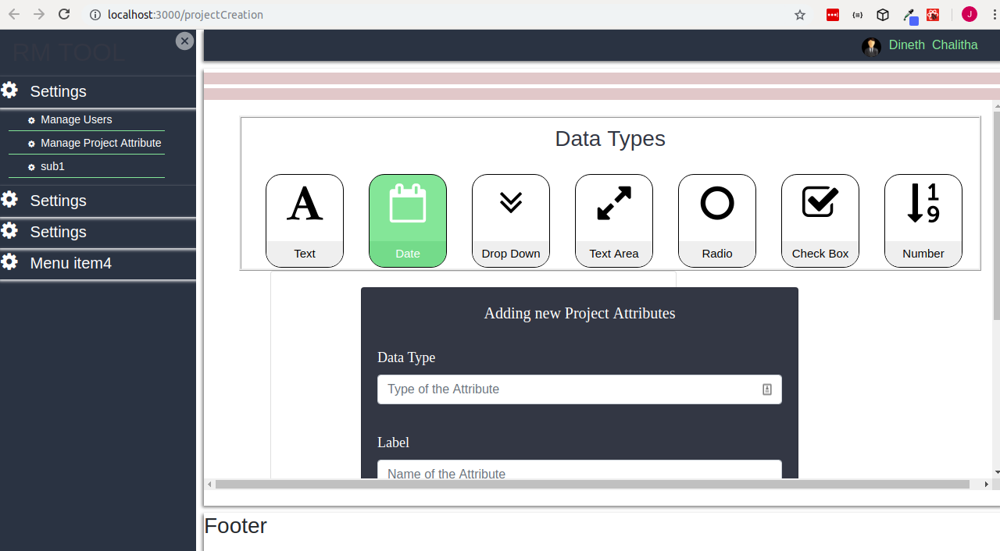 localhost:3000/projectCreation
J
RM TOOL
Dineth Chalitha
Settings
Manage Users
Manage Project Attribute
sub1
Settings
Settings
Menu item4
Data Types
A
1
9
Text
Date
Drop Down
Text Area
Radio
Check Box
Number
Adding new Project Attributes
Data Type
Type of the Attribute
Label
Name of the Attribute
Footer